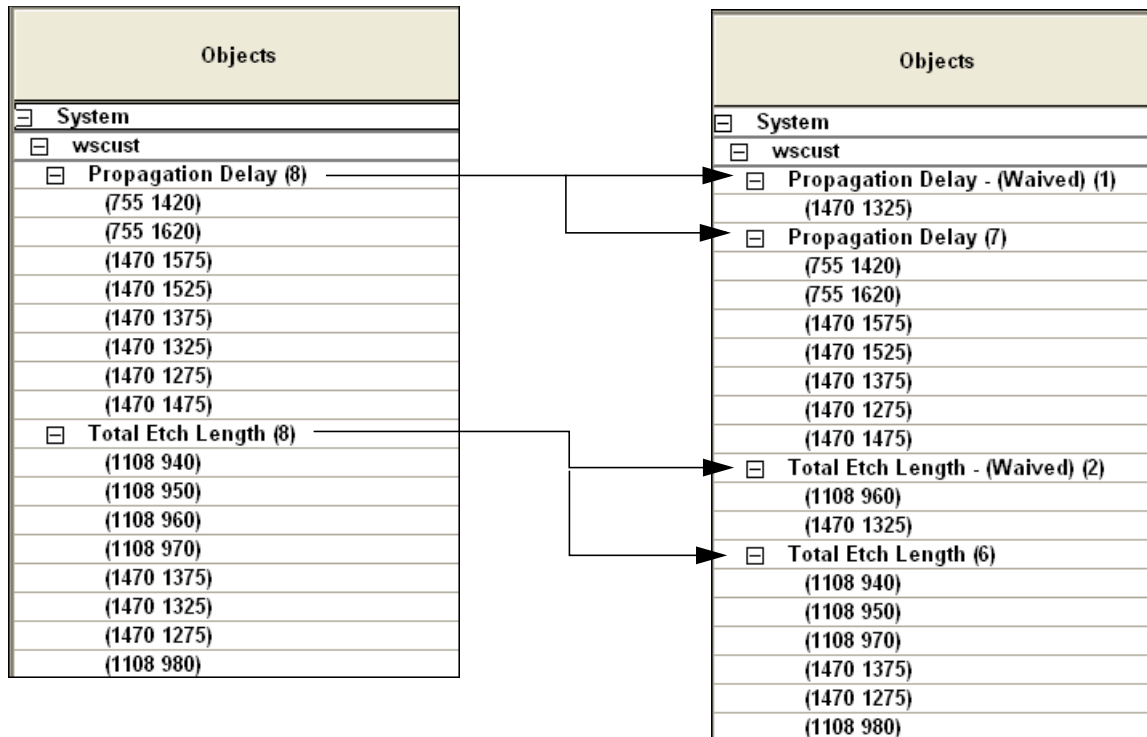 Objects
System
wscust
Propagation Delay (8)
(755 1420)
(755 1620)
(1470 1575)
(1470 1525)
(1470 1375)
(1470 1325)
(1470 1275)
(1470 1475)
Total Etch Length (8)
(1108 940)
(1108 950)
(1108 960)
(1108 970)
(1470 1375)
(1470 1325)
(1470 1275)
(1108 980)
Objects
System
wscust
Propagation Delay - (Waived) (1)
(1470 1325)
Propagation Delay (7)
(755 1420)
(755 1620)
(1470 1575)
(1470 1525)
(1470 1375)
(1470 1275)
(1470 1475)
Total Etch Length - (Waived) (2)
(1108 960)
(1470 1325)
Total Etch Length (6)
(1108 940)
(1108 950)
(1108 970)
(1470 1375)
(1470 1275)
(1108 980)